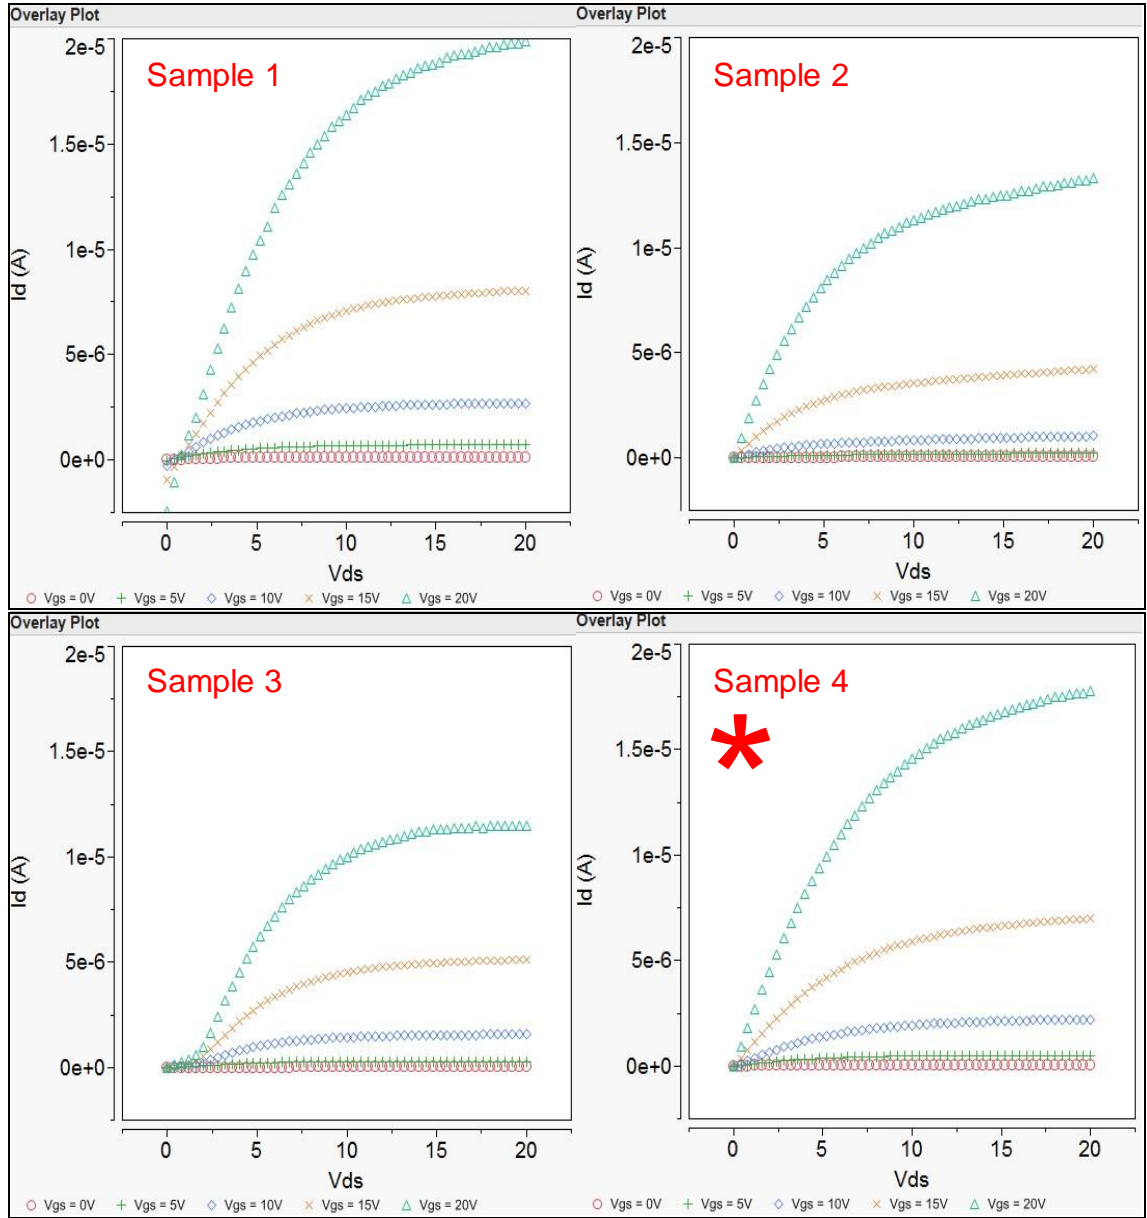 Overlay Plot
Sample 1
2e-5
1.5e-5
1e-5
5e-6
0e+0
Id (A)
0 5 10 15 20
Vds
Vgs = 0V Vgs = 5V Vgs = 10V Vgs = 15V Vgs = 20V
Overlay Plot
Sample 2
2e-5
1.5e-5
1e-5
5e-6
0e+0
Id (A)
0 5 10 15 20
Vds
Vgs = 0V Vgs = 5V Vgs = 10V Vgs = 15V Vgs = 20V
Overlay Plot
Sample 3
2e-5
1.5e-5
1e-5
5e-6
0e+0
Id (A)
0 5 10 15 20
Vds
Vgs = 0V Vgs = 5V Vgs = 10V Vgs = 15V Vgs = 20V
Overlay Plot
Sample 4
*
2e-5
1.5e-5
1e-5
5e-6
0e+0
Id (A)
0 5 10 15 20
Vds
Vgs = 0V Vgs = 5V Vgs = 10V Vgs = 15V Vgs = 20V